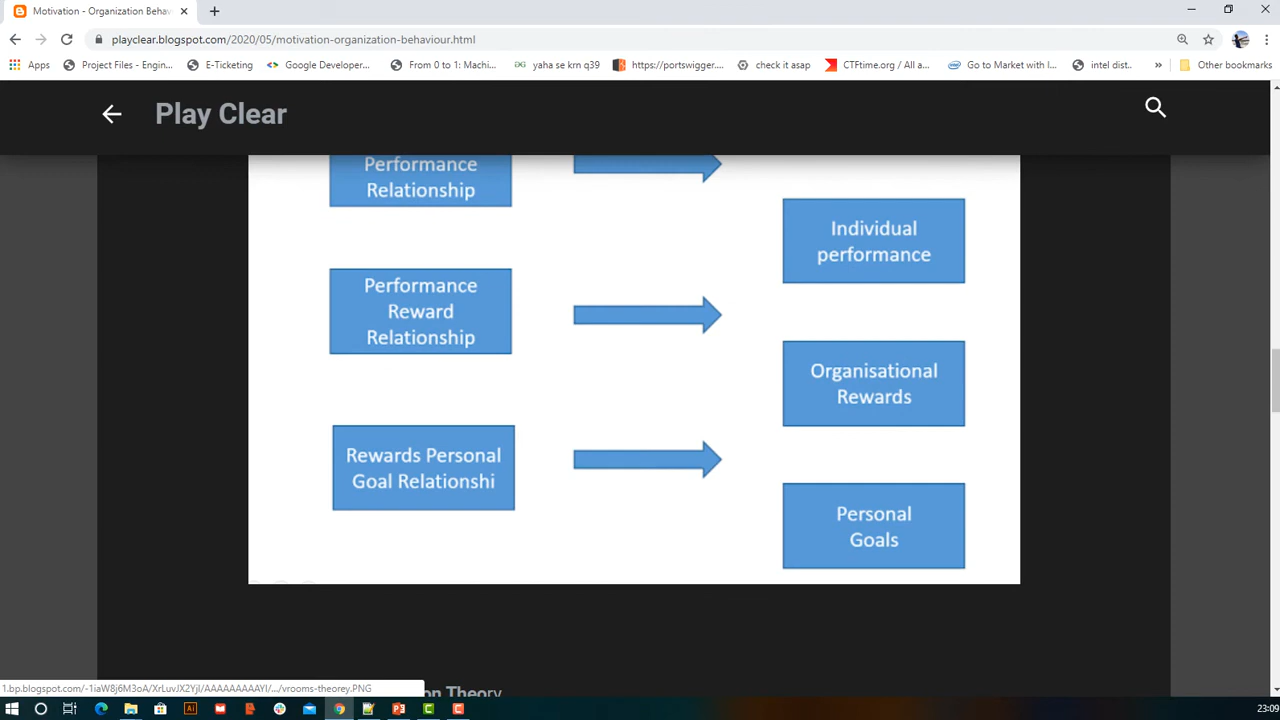 Motivation - Organization Behav
playclear.blogspot.com/2020/05/motivation-organization-behaviour.html
Apps
Project Files - Engin...
E-Ticketing
Google Developer...
From 0 to 1: Machi...
yaha se krn q39
https://portswigger....
check it asap
CTFtime.org / All a...
Go to Market with I...
intel dist..
»
Other bookmarks
Play Clear
Performance
Relationship
Individual
performance
Performance
Reward
Relationship
Organisational
Rewards
Rewards Personal
Goal Relationshi
Personal
Goals
on Theory
1.bp.blogspot.com/-1iaW8j6M3oA/XrLuvJX2YjI/AAAAAAAAAYI/.../vrooms-theorey.PNG
23:09